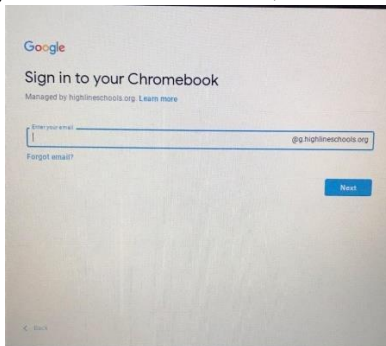 Google
Sign in to your Chromebook
Managed by highlineschools.org. Learn more
Enter your email
@g.highlineschools.org
Forgot email?
Next
Back